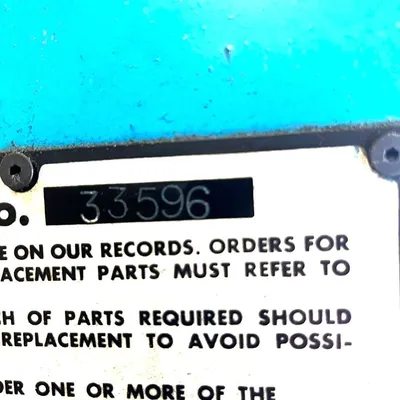 o. 33596
E ON OUR RECORDS. ORDERS FOR
ACEMENT PARTS MUST REFER TO
H OF PARTS REQUIRED SHOULD
REPLACEMENT TO AVOID POSSI-
DER ONE OR MORE OF THE